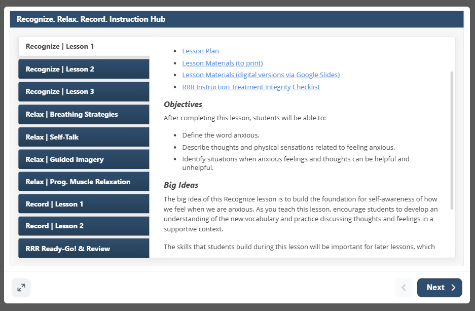 Recognize. Relax. Record. Instruction Hub
Recognize | Lesson 1
Recognize | Lesson 2
Recognize | Lesson 3
Relax | Breathing Strategies
Relax | Self-Talk
Relax | Guided Imagery
Relax | Prog. Muscle Relaxation
Record | Lesson 1
Record | Lesson 2
RRR Ready-Go! & Review
Lesson Plan
Lesson Materials (to print)
Lesson Materials (digital versions via Google Slides)
RRR Instruction Treatment Integrity Checklist
Objectives
After completing this lesson, students will be able to:
Define the word anxious.
Describe thoughts and physical sensations related to feeling anxious.
Identify situations when anxious feelings and thoughts can be helpful and
unhelpful.
Big Ideas
The big idea of this Recognize lesson is to build the foundation for self-awareness of how
we feel when we are anxious. As you teach this lesson, encourage students to develop an
understanding of the new vocabulary and practice discussing thoughts and feelings in a
supportive context.
The skills that students build during this lesson will be important for later lessons, which
Next